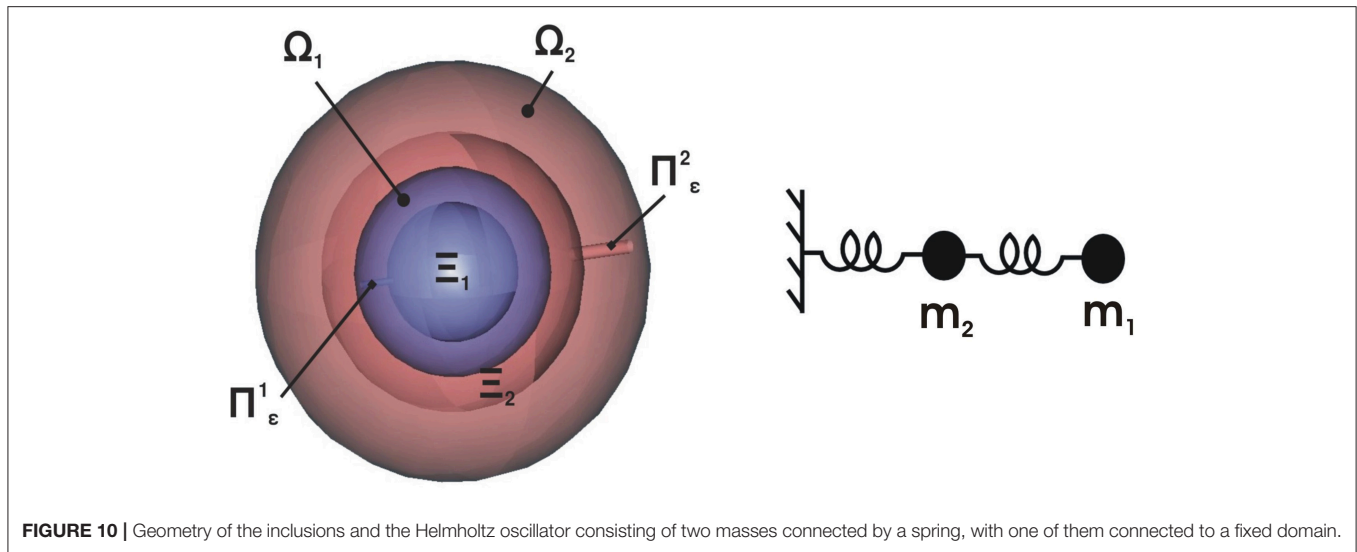 Ω₁
Ω₂
Π²ε
Ξ₁
Ξ₂
Π¹ε
m₂
m₁
FIGURE 10 | Geometry of the inclusions and the Helmholtz oscillator consisting of two masses connected by a spring, with one of them connected to a fixed domain.